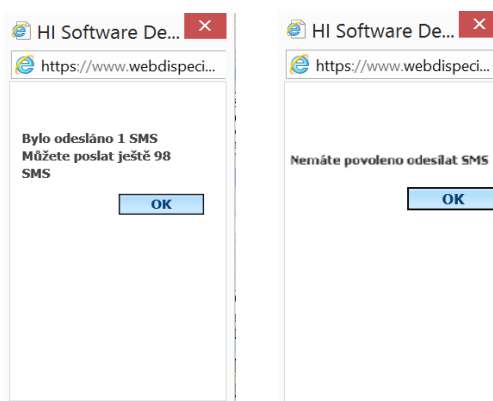 HI Software De...
https://www.webdispeci...
Bylo odesláno 1 SMS
Můžete poslat ještě 98
SMS
OK
HI Software De...
https://www.webdispeci...
Nemáte povoleno odesílat SMS
OK